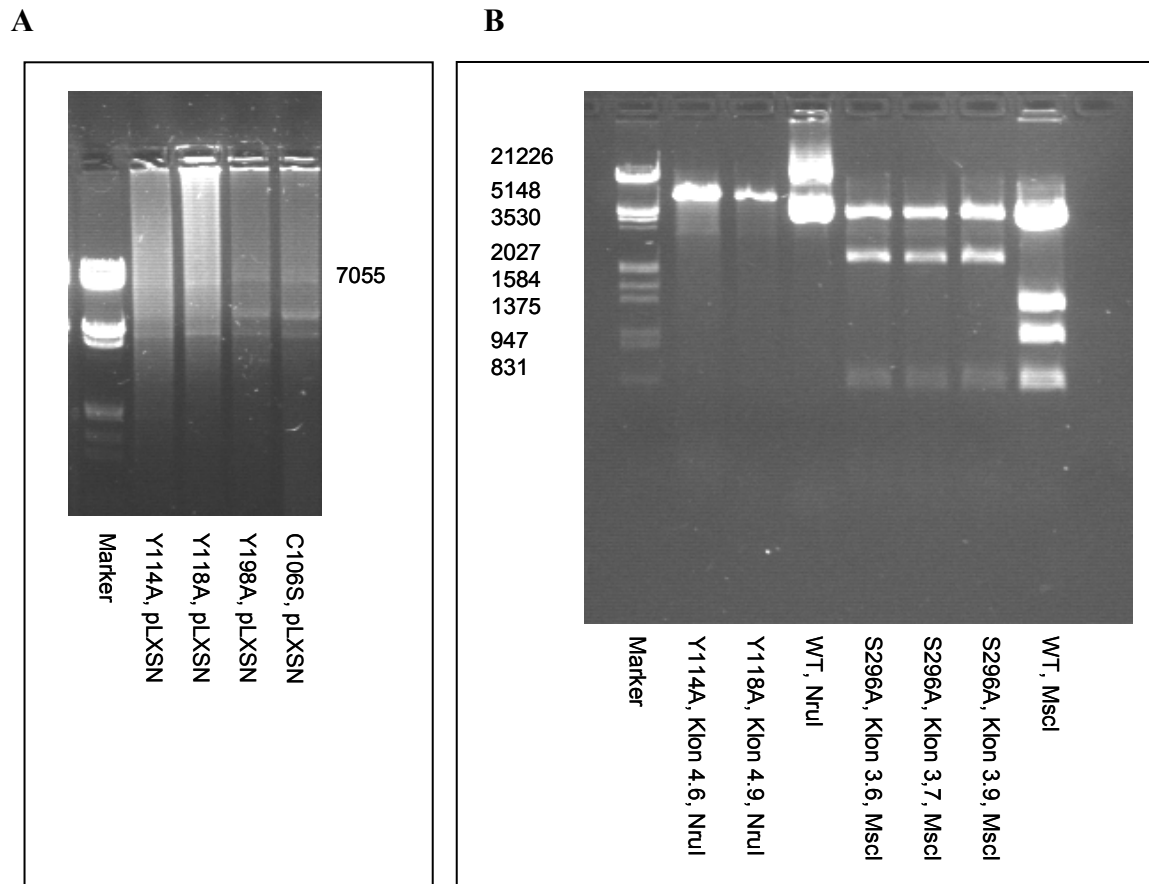 A
B
7055
21226
5148
3530
2027
1584
1375
947
831
Marker
Y114A, pLXSN
Y118A, pLXSN
Y198A, pLXSN
C106S, pLXSN
Marker
Y114A, Klon 4.6, NruI
Y118A, Klon 4.9, NruI
WT, NruI
S296A, Klon 3.6, MscI
S296A, Klon 3,7, MscI
S296A, Klon 3.9, MscI
WT, MscI